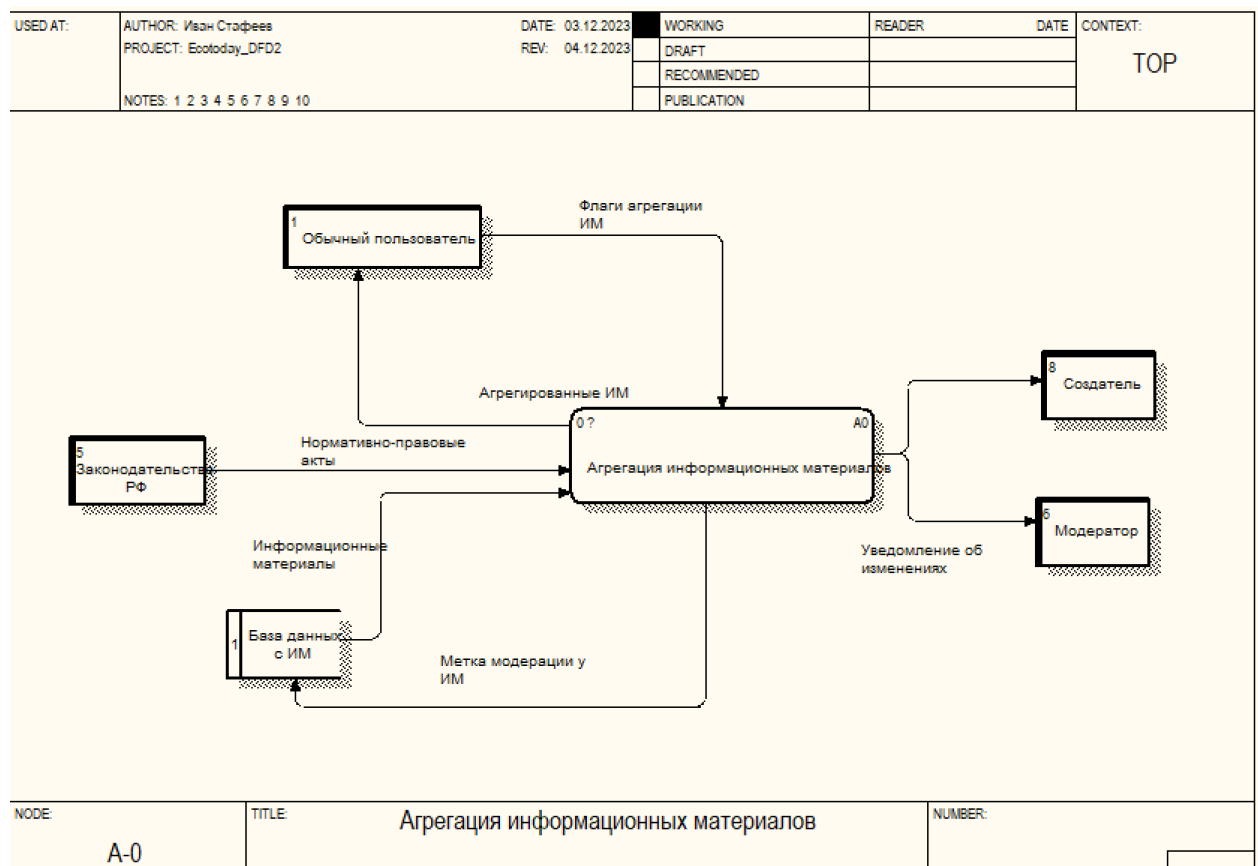 USED AT:
AUTHOR: Иван Стафеев
DATE: 03.12.2023
WORKING
READER
DATE
CONTEXT:
PROJECT: Ecotoday_DFD2
REV: 04.12.2023
DRAFT
TOP
RECOMMENDED
NOTES: 1 2 3 4 5 6 7 8 9 10
PUBLICATION
Флаги агрегации
ИМ
1
Обычный пользователь
8
Создатель
Агрегированные ИМ
0 ?
A0
Агрегация информационных материалов
Нормативно-правовые
акты
5
Законодательство
РФ
6
Модератор
Информационные
материалы
Уведомление об
изменениях
1
База данных
с ИМ
Метка модерации у
ИМ
NODE:
TITLE:
Агрегация информационных материалов
NUMBER:
A-0